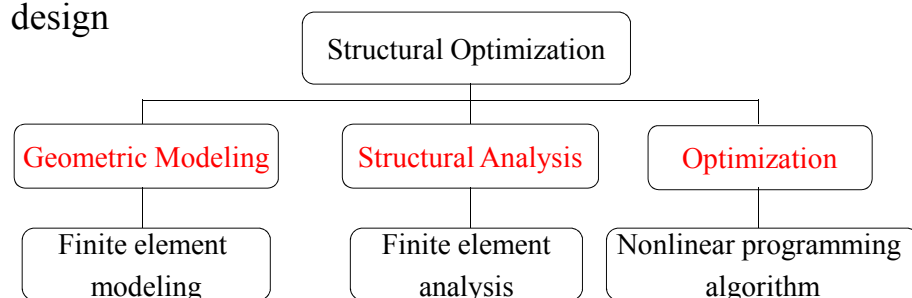 design
Structural Optimization
Geometric Modeling
Structural Analysis
Optimization
Finite element
modeling
Finite element
analysis
Nonlinear programming
algorithm